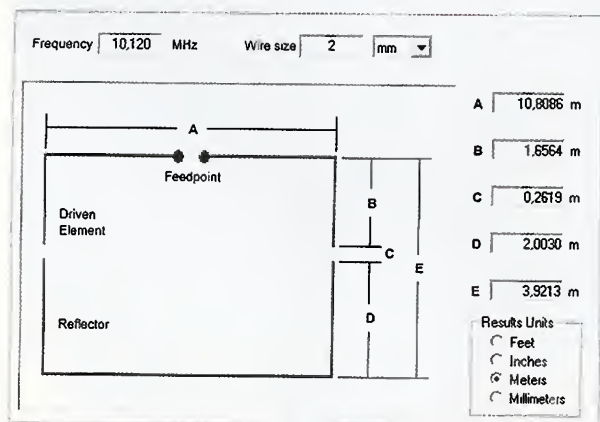 Frequency 10,120 MHz Wire size 2 mm
A
Feedpoint
Driven
Element
B
C
E
D
Reflector
A 10,8086 m
B 1,6564 m
C 0,2619 m
D 2,0030 m
E 3,9213 m
Results Units
Feet
Inches
Meters
Millimeters